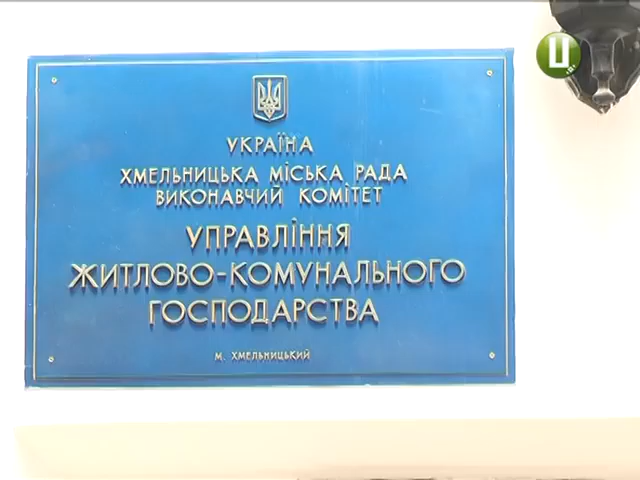 УКРАЇНА
ХМЕЛЬНИЦЬКА МІСЬКА РАДА
ВИКОНАВЧИЙ КОМІТЕТ
УПРАВЛІННЯ
ЖИТЛОВО-КОМУНАЛЬНОГО
ГОСПОДАРСТВА
М. ХМЕЛЬНИЦЬКИЙ
Ц